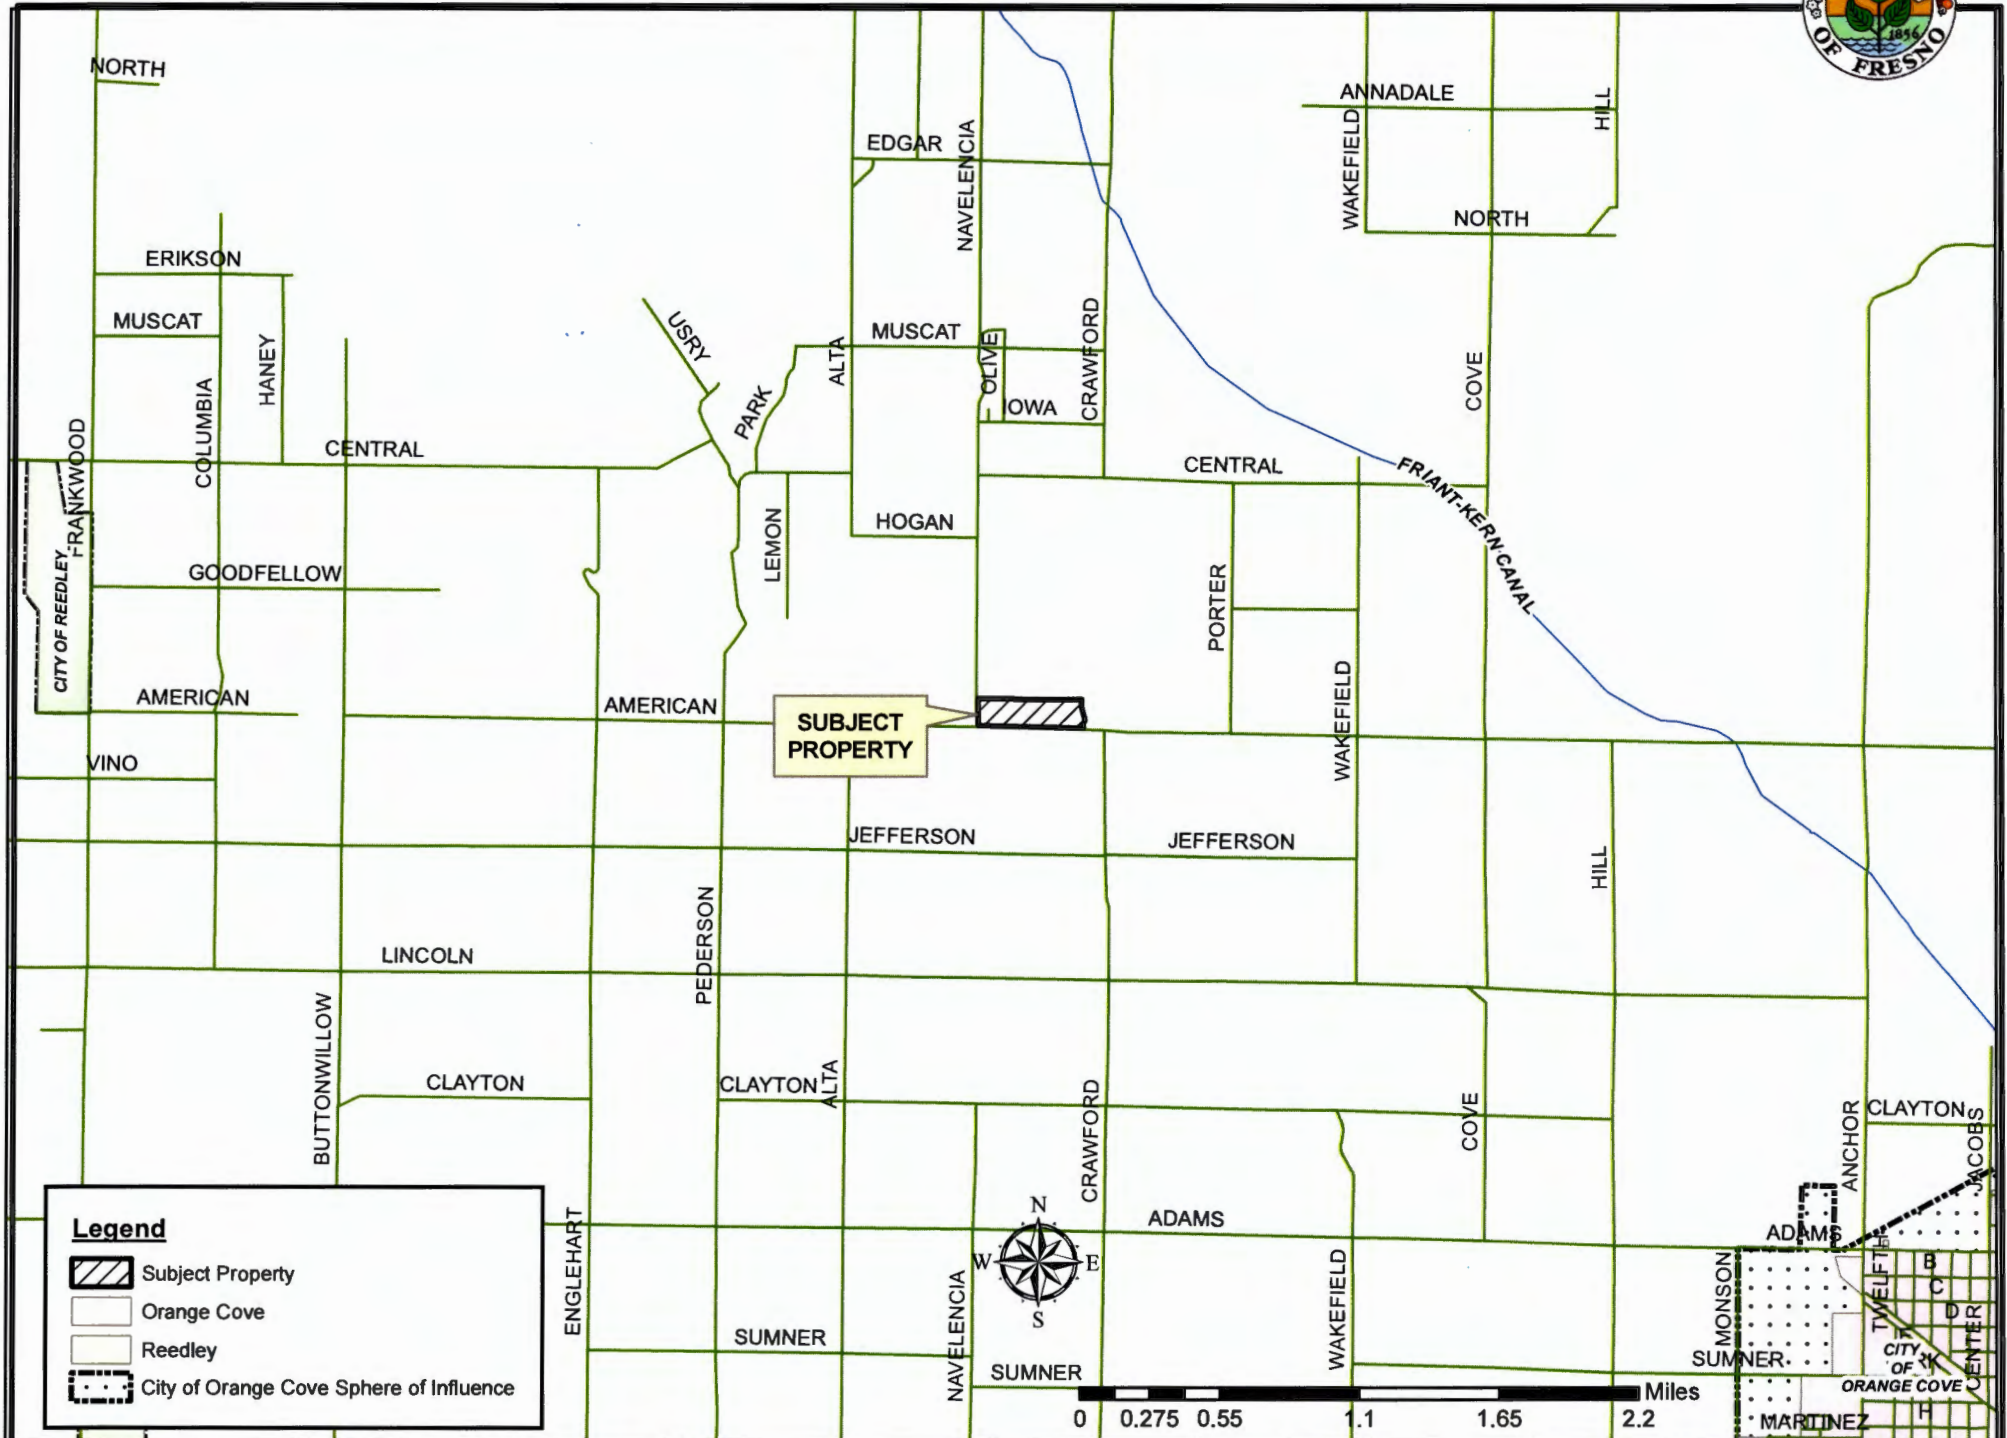 1856
OF FRESNO
NORTH
ANNADALE
HILL
EDGAR
NAVELENCIA
WAKEFIELD
NORTH
ERIKSON
MUSCAT
HANEY
COLUMBIA
USRY
PARK
ALTA
MUSCAT
OLIVE
IOWA
CRAWFORD
COVE
FRANKWOOD
CENTRAL
CENTRAL
FRIANT-KERN CANAL
HOGAN
LEMON
GOODFELLOW
CITY OF REEDLEY
PORTER
AMERICAN
AMERICAN
SUBJECT
PROPERTY
WAKEFIELD
VINO
JEFFERSON
JEFFERSON
HILL
PEDERSON
LINCOLN
BUTTONWILLOW
CLAYTON
CLAYTON
ALTA
CRAWFORD
COVE
ANCHOR
CLAYTON
JACOBS
ENGLEHART
ADAMS
ADAMS
N
W
E
S
NAVELENCIA
WAKEFIELD
MONSON
TWELFTH
B
C
D
CENTER
SUMNER
SUMNER
SUMNER
K
CITY
OF
ORANGE COVE
H
MARTINEZ
Legend
Subject Property
Orange Cove
Reedley
City of Orange Cove Sphere of Influence
Miles
0 0.275 0.55 1.1 1.65 2.2